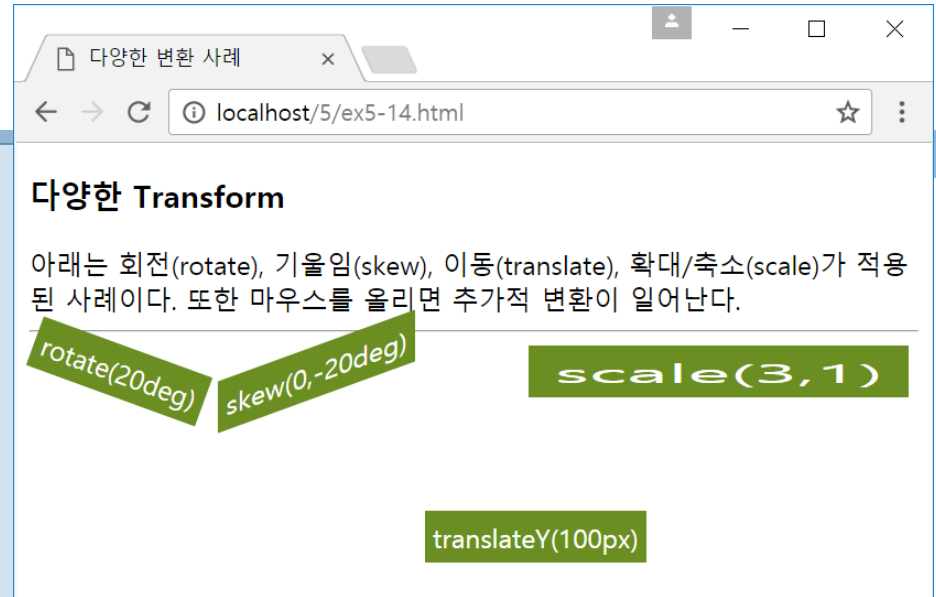 다양한 변환 사례
localhost/5/ex5-14.html
다양한 Transform
아래는 회전(rotate), 기울임(skew), 이동(translate), 확대/축소(scale)가 적용
된 사례이다. 또한 마우스를 올리면 추가적 변환이 일어난다.
rotate(20deg)
skew(0,-20deg)
scale(3,1)
translateY(100px)